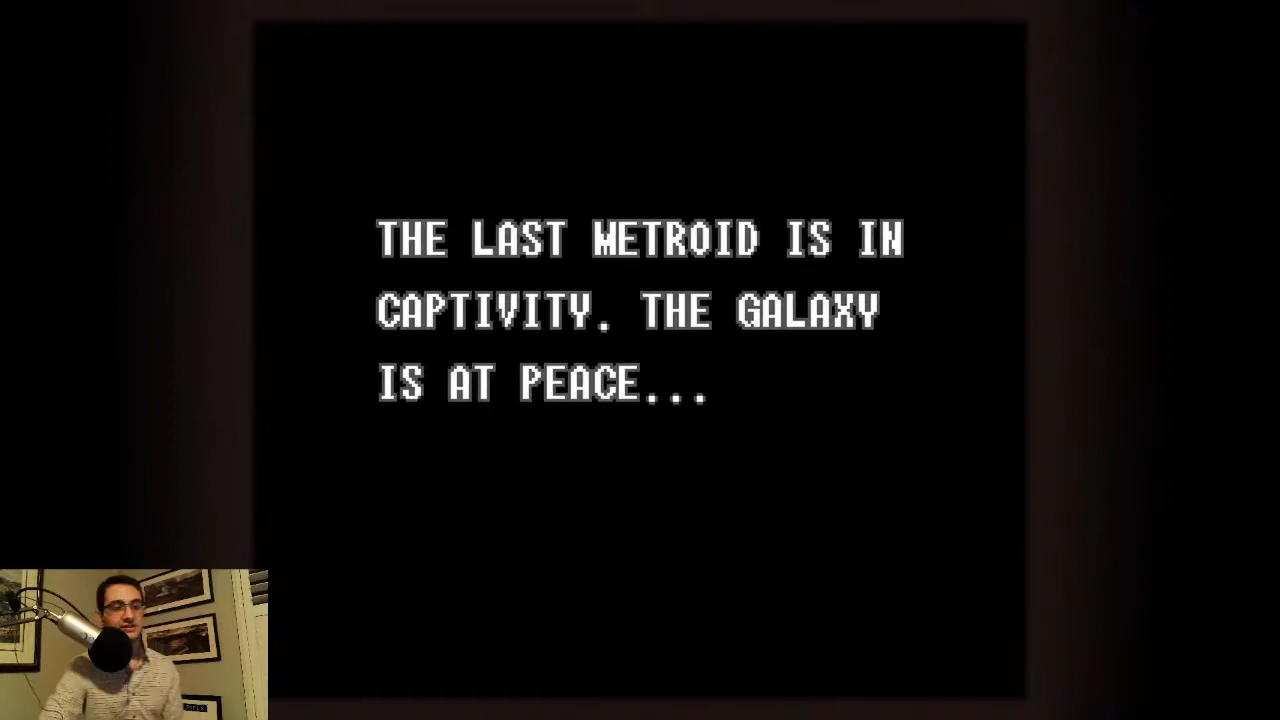 THE LAST METROID IS IN
CAPTIVITY. THE GALAXY
IS AT PEACE...